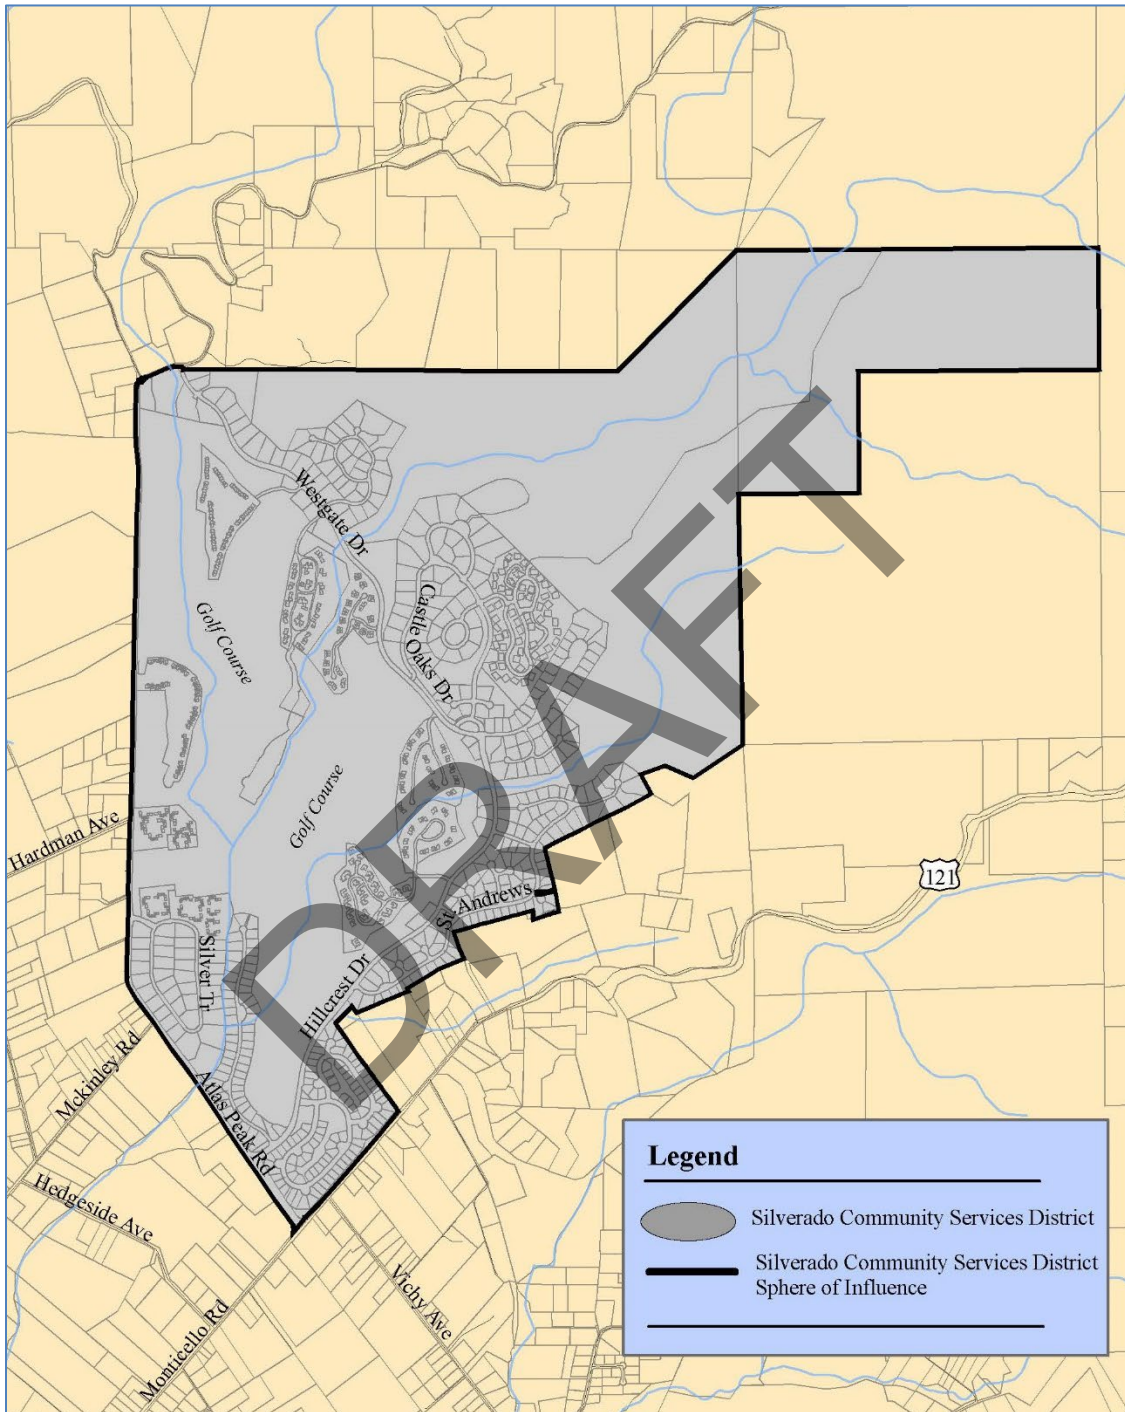 Westgate Dr
Castle Oaks Dr
Golf Course
Golf Course
Hardman Ave
121
St Andrews
Silver Tr
Hillcrest Dr
Mckinley Rd
Atlas Peak Rd
Hedgeside Ave
Vichy Ave
Monticello Rd
DRAFT
Legend
Silverado Community Services District
Silverado Community Services District
Sphere of Influence